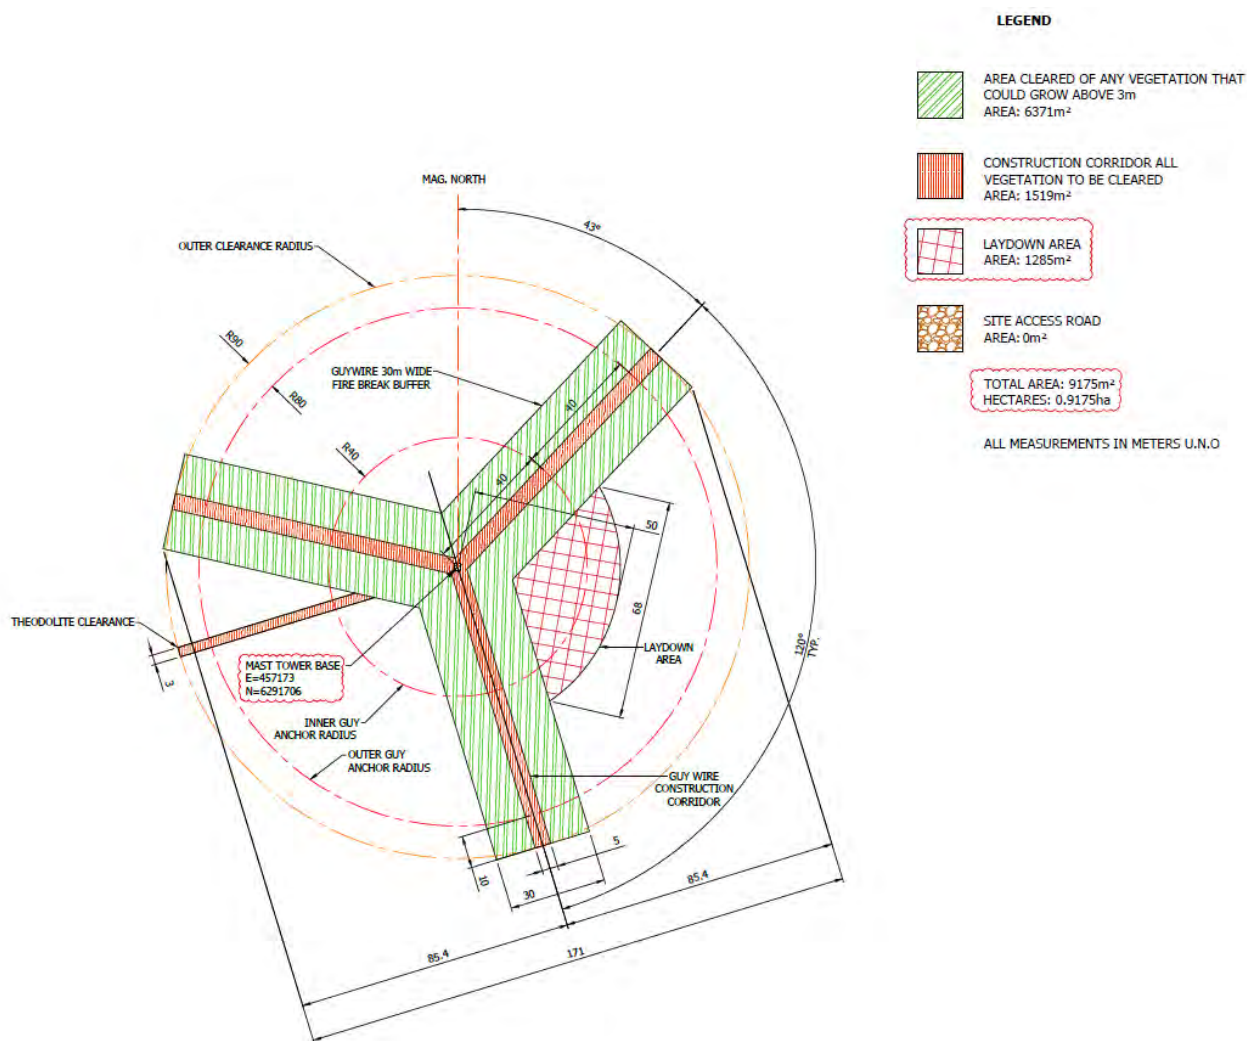 LEGEND
AREA CLEARED OF ANY VEGETATION THAT
COULD GROW ABOVE 3m
AREA: 6371m²
CONSTRUCTION CORRIDOR ALL
VEGETATION TO BE CLEARED
AREA: 1519m²
LAYDOWN AREA
AREA: 1285m²
SITE ACCESS ROAD
AREA: 0m²
TOTAL AREA: 9175m²
HECTARES: 0.9175ha
ALL MEASUREMENTS IN METERS U.N.O
MAG. NORTH
43°
OUTER CLEARANCE RADIUS
R90
R80
R40
GUYWIRE 30m WIDE
FIRE BREAK BUFFER
40
40
50
68
120°
TYP.
THEODOLITE CLEARANCE
3
MAST TOWER BASE
E=457173
N=6291706
LAYDOWN
AREA
INNER GUY
ANCHOR RADIUS
OUTER GUY
ANCHOR RADIUS
GUY WIRE
CONSTRUCTION
CORRIDOR
5
10
30
85.4
85.4
171